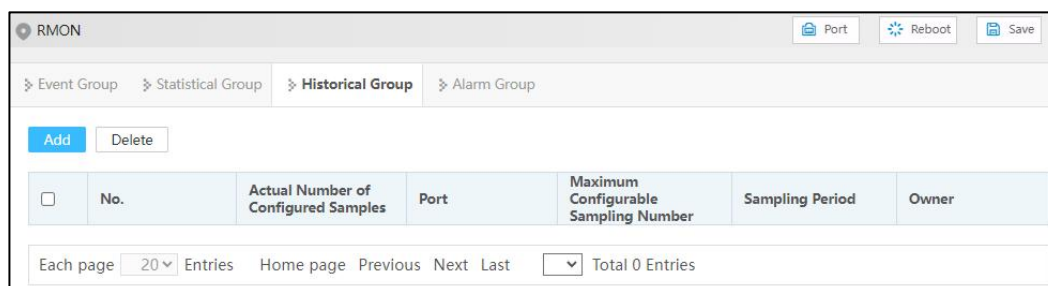 RMON Port Reboot Save
Event Group Statistical Group Historical Group Alarm Group
Add Delete
No. Actual Number of Configured Samples Port Maximum Configurable Sampling Number Sampling Period Owner
Each page 20 Entries Home page Previous Next Last Total 0 Entries